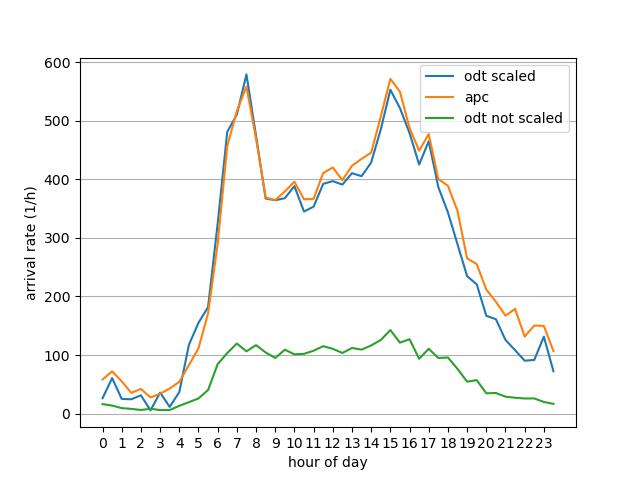 odt scaled
apc
odt not scaled
600
500
400
300
200
100
0
arrival rate (1/h)
0 1 2 3 4 5 6 7 8 9 10 11 12 13 14 15 16 17 18 19 20 21 22 23
hour of day